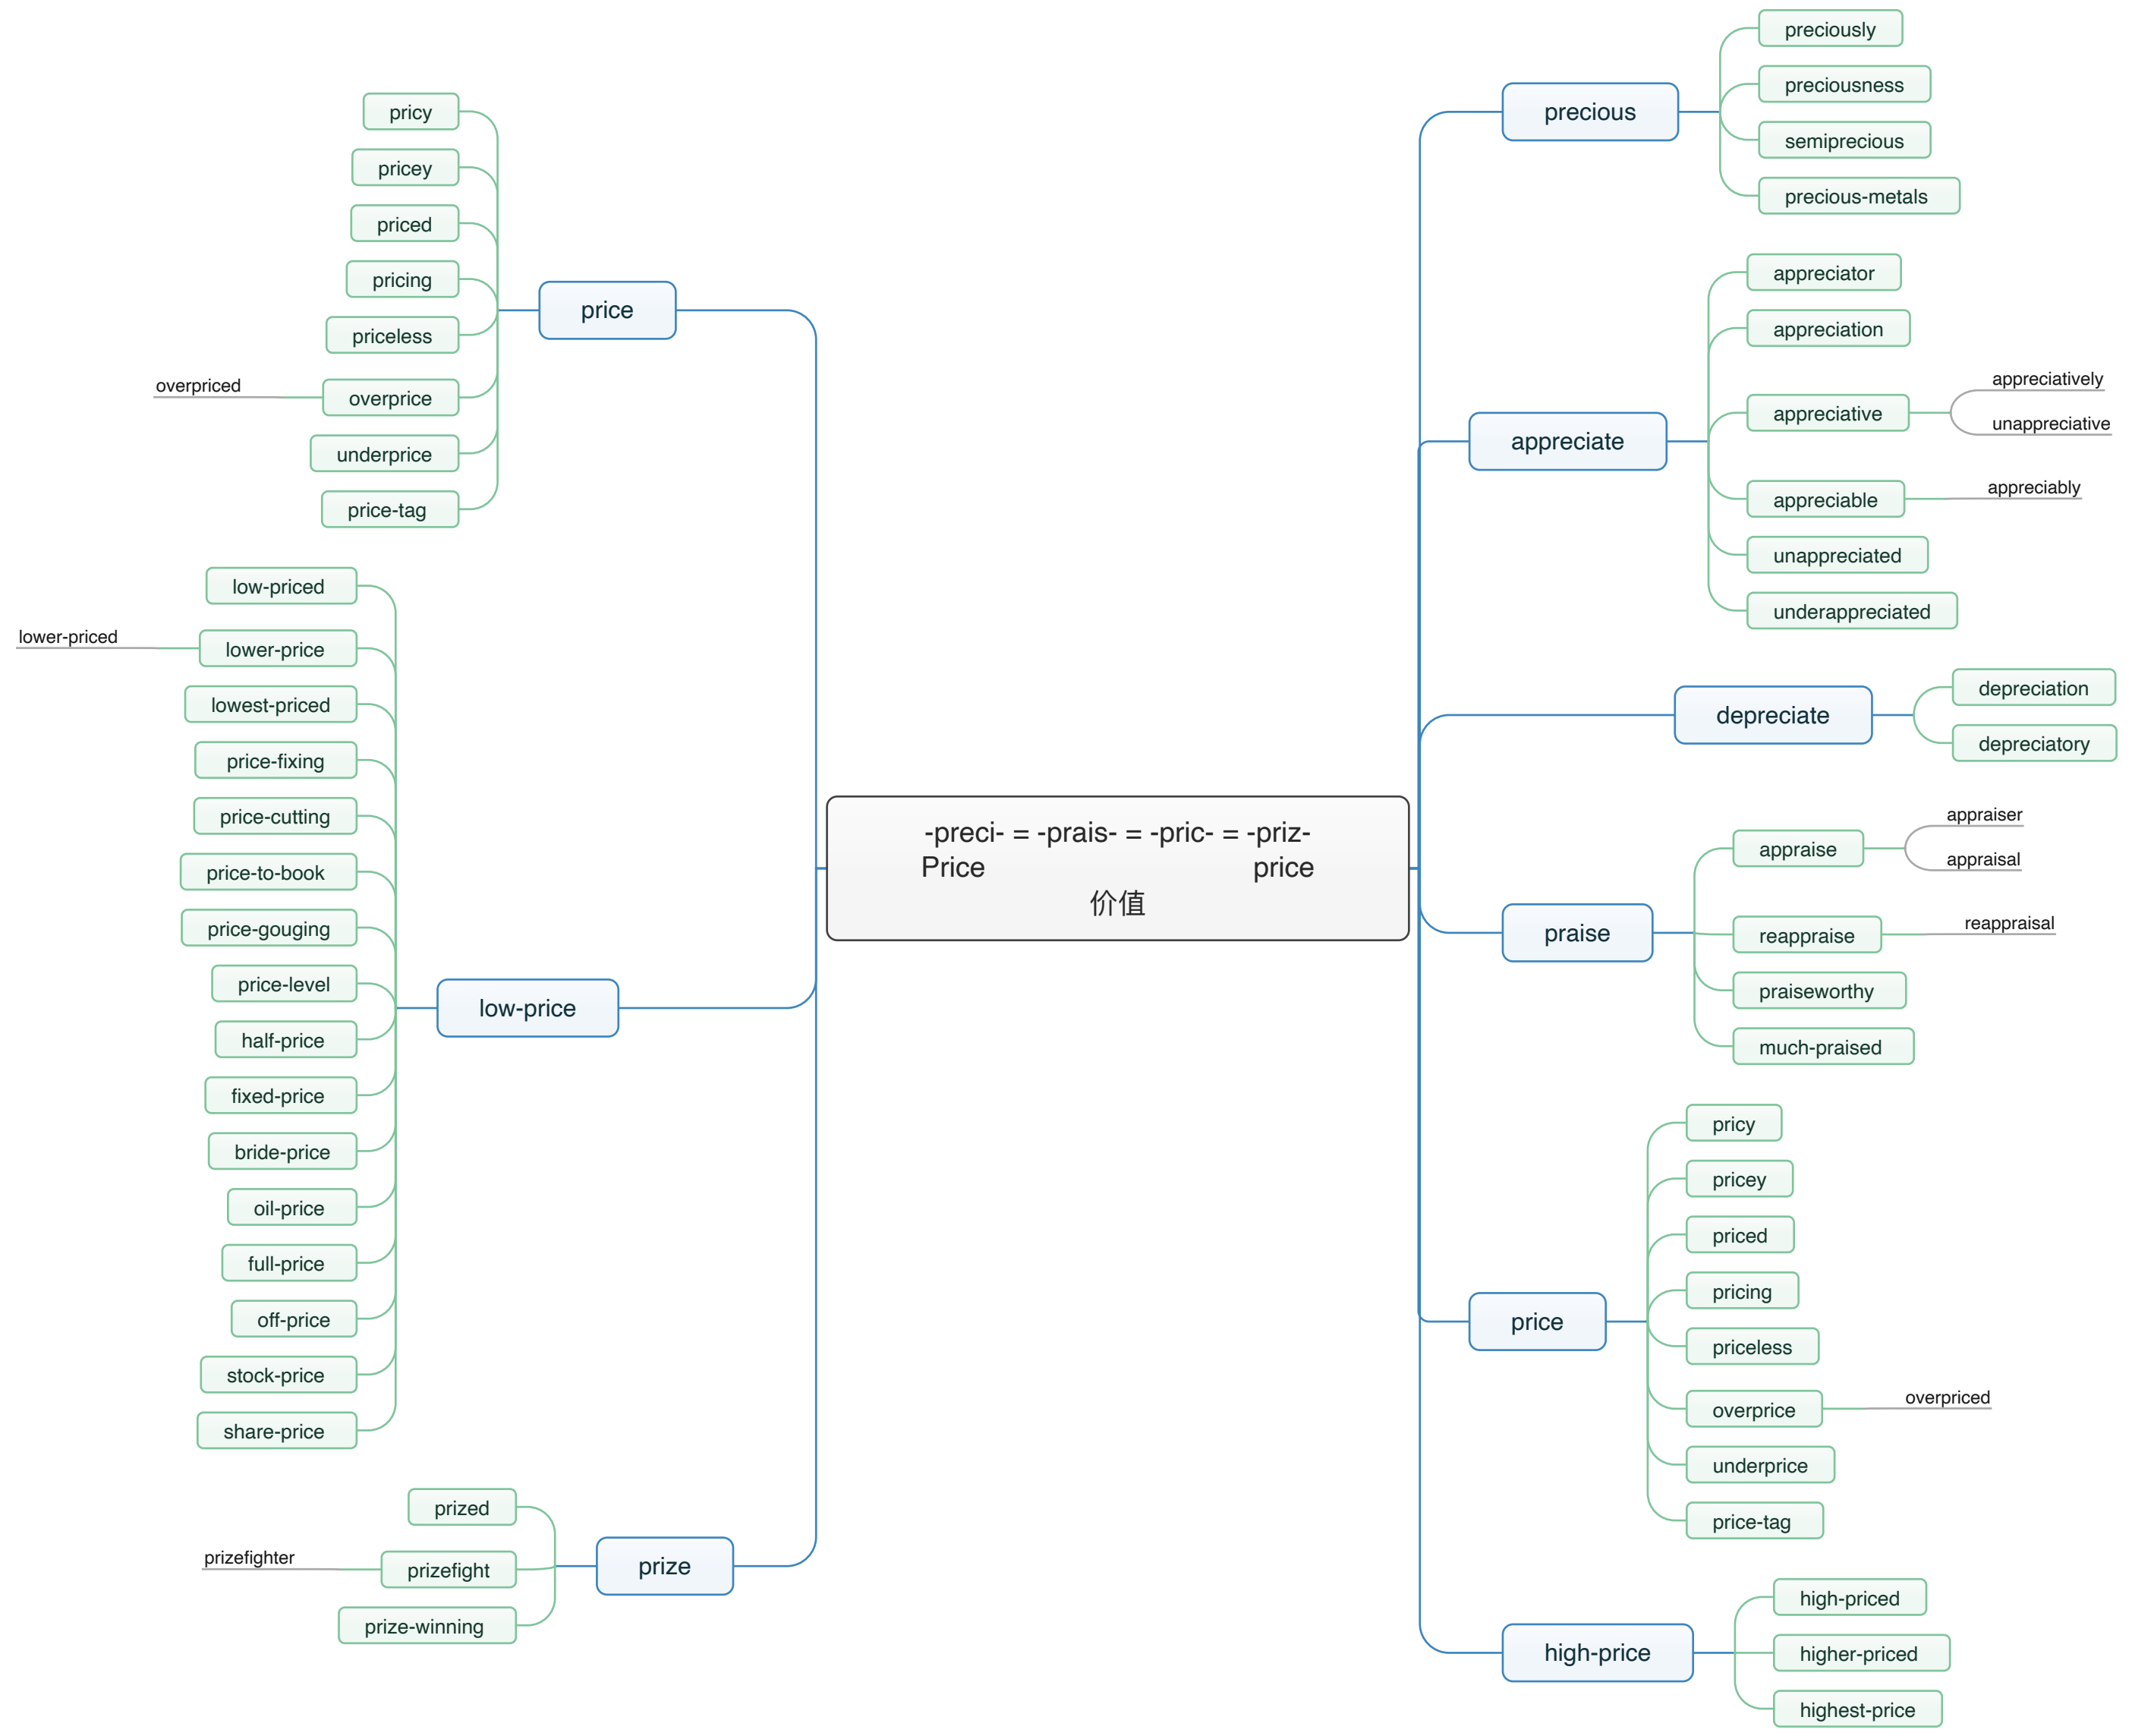 -preci- = -prais- = -pric- = -priz-
Price price
价值
price
pricy
pricey
priced
pricing
priceless
overprice
overpriced
underprice
price-tag
low-price
low-priced
lower-price
lower-priced
lowest-priced
price-fixing
price-cutting
price-to-book
price-gouging
price-level
half-price
fixed-price
bride-price
oil-price
full-price
off-price
stock-price
share-price
prize
prized
prizefight
prizefighter
prize-winning
precious
preciously
preciousness
semiprecious
precious-metals
appreciate
appreciator
appreciation
appreciative
appreciatively
unappreciative
appreciable
appreciably
unappreciated
underappreciated
depreciate
depreciation
depreciatory
praise
appraise
appraiser
appraisal
reappraise
reappraisal
praiseworthy
much-praised
price
pricy
pricey
priced
pricing
priceless
overprice
overpriced
underprice
price-tag
high-price
high-priced
higher-priced
highest-price